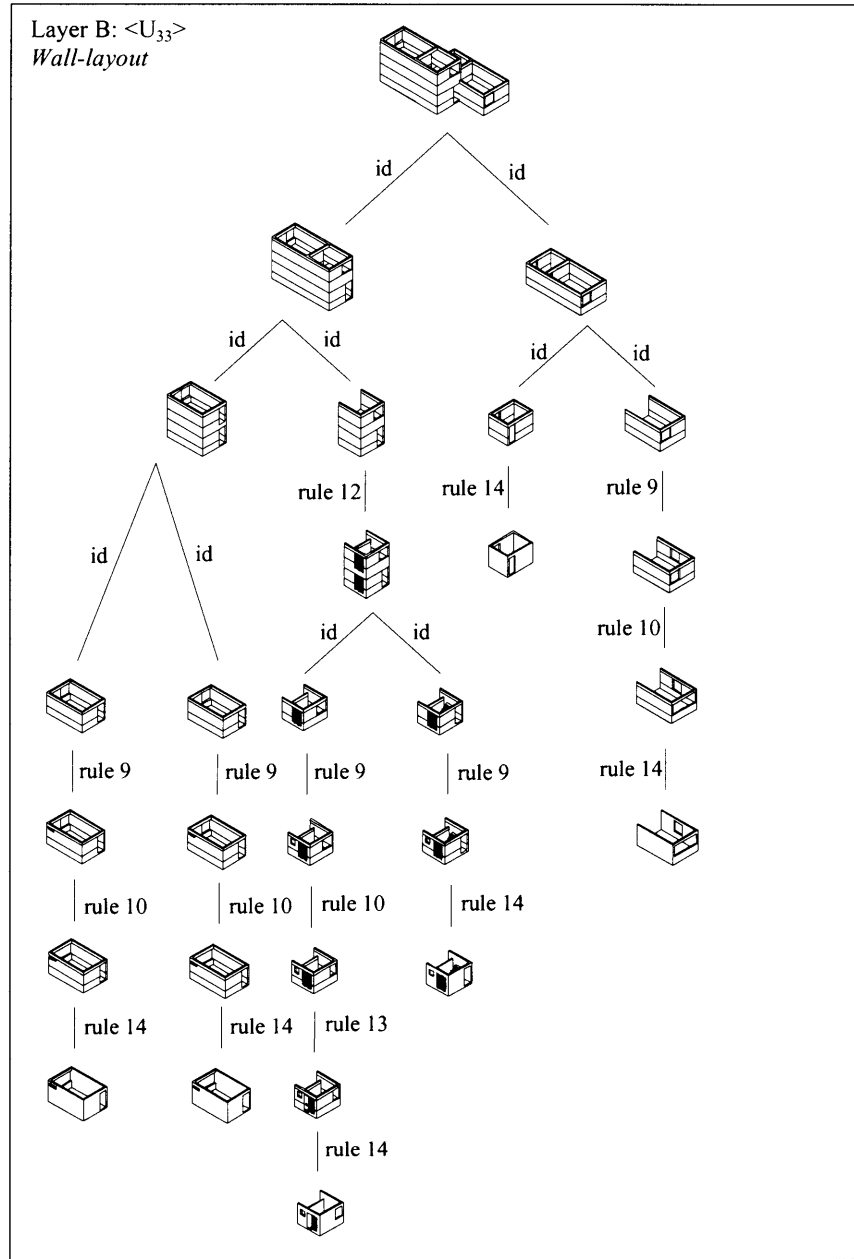 Layer B: <U₃₃>
Wall-layout
id id
id id id id
rule 12 rule 14 rule 9
id id
rule 10
id id
rule 9 rule 9 rule 9 rule 9 rule 14
rule 10 rule 10 rule 10 rule 14
rule 14 rule 14 rule 13
rule 14